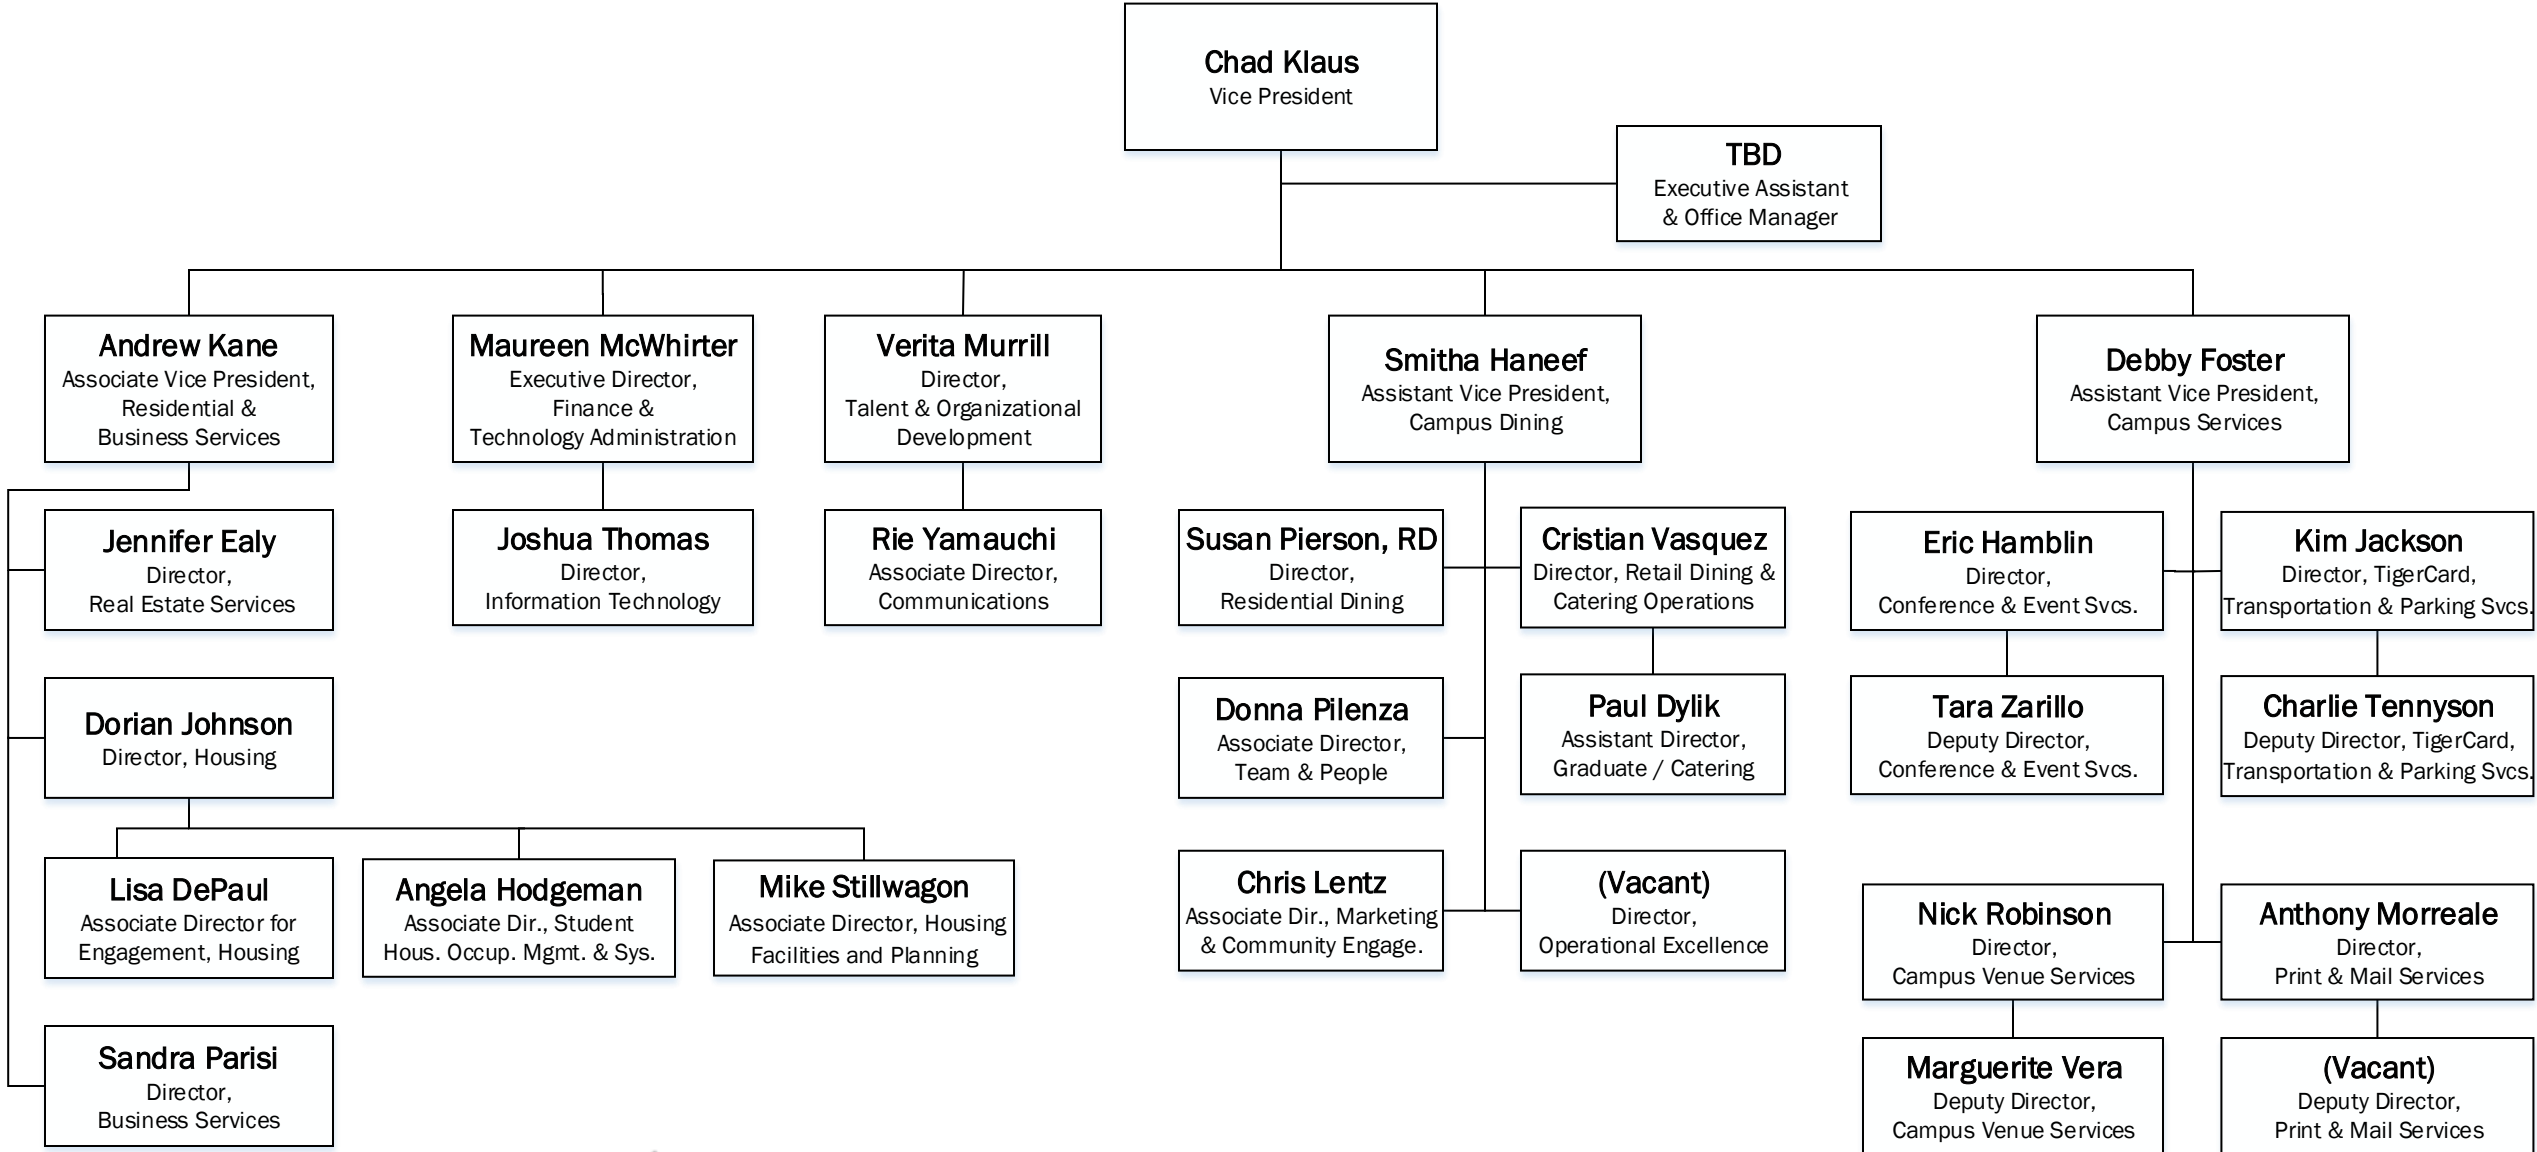 Chad Klaus
Vice President
TBD
Executive Assistant
& Office Manager
Andrew Kane
Associate Vice President,
Residential &
Business Services
Maureen McWhirter
Executive Director,
Finance &
Technology Administration
Verita Murrill
Director,
Talent & Organizational
Development
Smitha Haneef
Assistant Vice President,
Campus Dining
Debby Foster
Assistant Vice President,
Campus Services
Jennifer Ealy
Director,
Real Estate Services
Joshua Thomas
Director,
Information Technology
Rie Yamauchi
Associate Director,
Communications
Susan Pierson, RD
Director,
Residential Dining
Cristian Vasquez
Director, Retail Dining &
Catering Operations
Eric Hamblin
Director,
Conference & Event Svcs.
Kim Jackson
Director, TigerCard,
Transportation & Parking Svcs.
Dorian Johnson
Director, Housing
Donna Pilenza
Associate Director,
Team & People
Paul Dylik
Assistant Director,
Graduate / Catering
Tara Zarillo
Deputy Director,
Conference & Event Svcs.
Charlie Tennyson
Deputy Director, TigerCard,
Transportation & Parking Svcs.
Lisa DePaul
Associate Director for
Engagement, Housing
Angela Hodgeman
Associate Dir., Student
Hous. Occup. Mgmt. & Sys.
Mike Stillwagon
Associate Director, Housing
Facilities and Planning
Chris Lentz
Associate Dir., Marketing
& Community Engage.
(Vacant)
Director,
Operational Excellence
Nick Robinson
Director,
Campus Venue Services
Anthony Morreale
Director,
Print & Mail Services
Sandra Parisi
Director,
Business Services
Marguerite Vera
Deputy Director,
Campus Venue Services
(Vacant)
Deputy Director,
Print & Mail Services